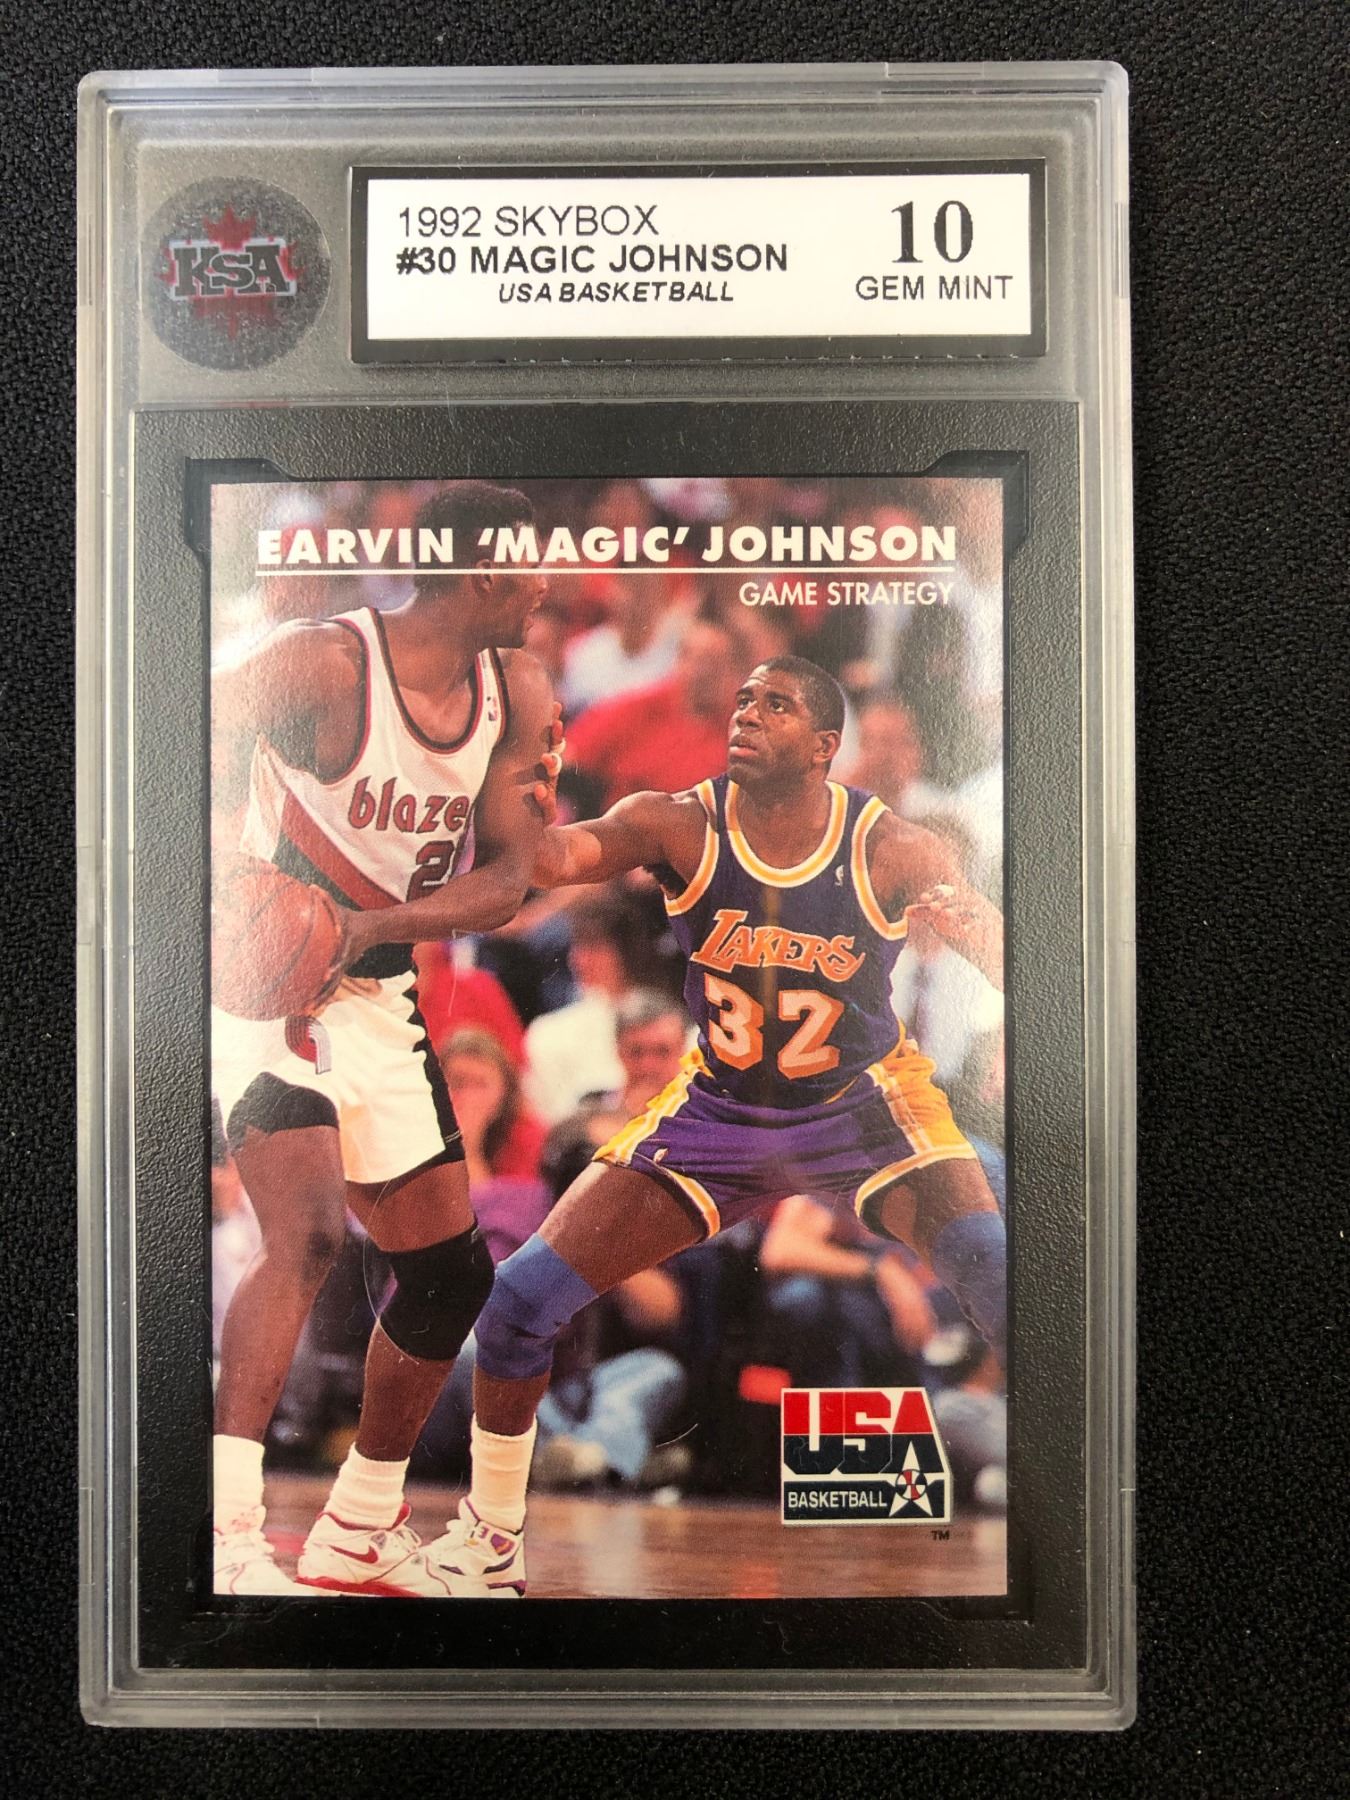 KSA
1992 SKYBOX
#30 MAGIC JOHNSON
USA BASKETBALL
10
GEM MINT
EARVIN ‘MAGIC’ JOHNSON
GAME STRATEGY
blaze
2
LAKERS
32
USA
BASKETBALL
TM